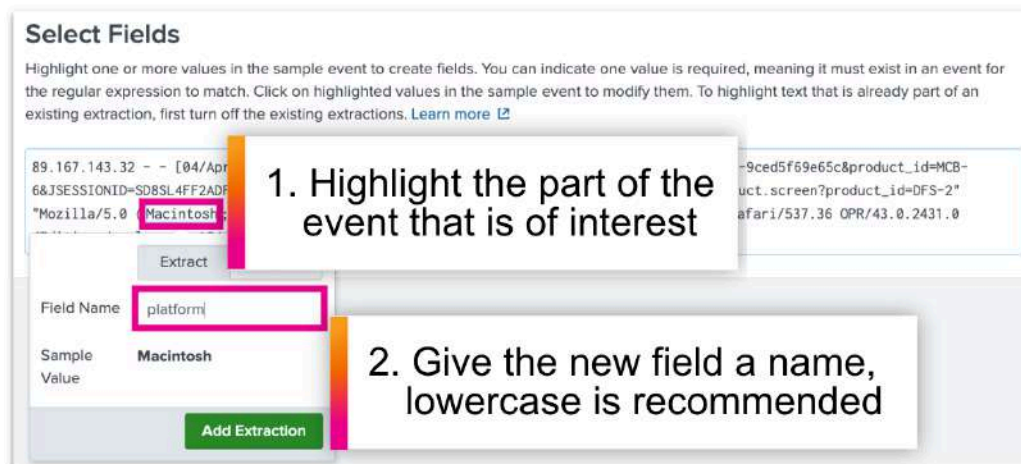 Select Fields
Highlight one or more values in the sample event to create fields. You can indicate one value is required, meaning it must exist in an event for
the regular expression to match. Click on highlighted values in the sample event to modify them. To highlight text that is already part of an
existing extraction, first turn off the existing extractions. Learn more
89.167.143.32 - - [04/Apr -9ced5f69e65c&product_id=MCB-
6&JSESSIONID=SD8SL4FF2ADF uct.screen?product_id=DFS-2"
"Mozilla/5.0 (Macintosh; afari/537.36 OPR/43.0.2431.0
1. Highlight the part of the
event that is of interest
Extract
Field Name platform
Sample Macintosh
Value
Add Extraction
2. Give the new field a name,
lowercase is recommended